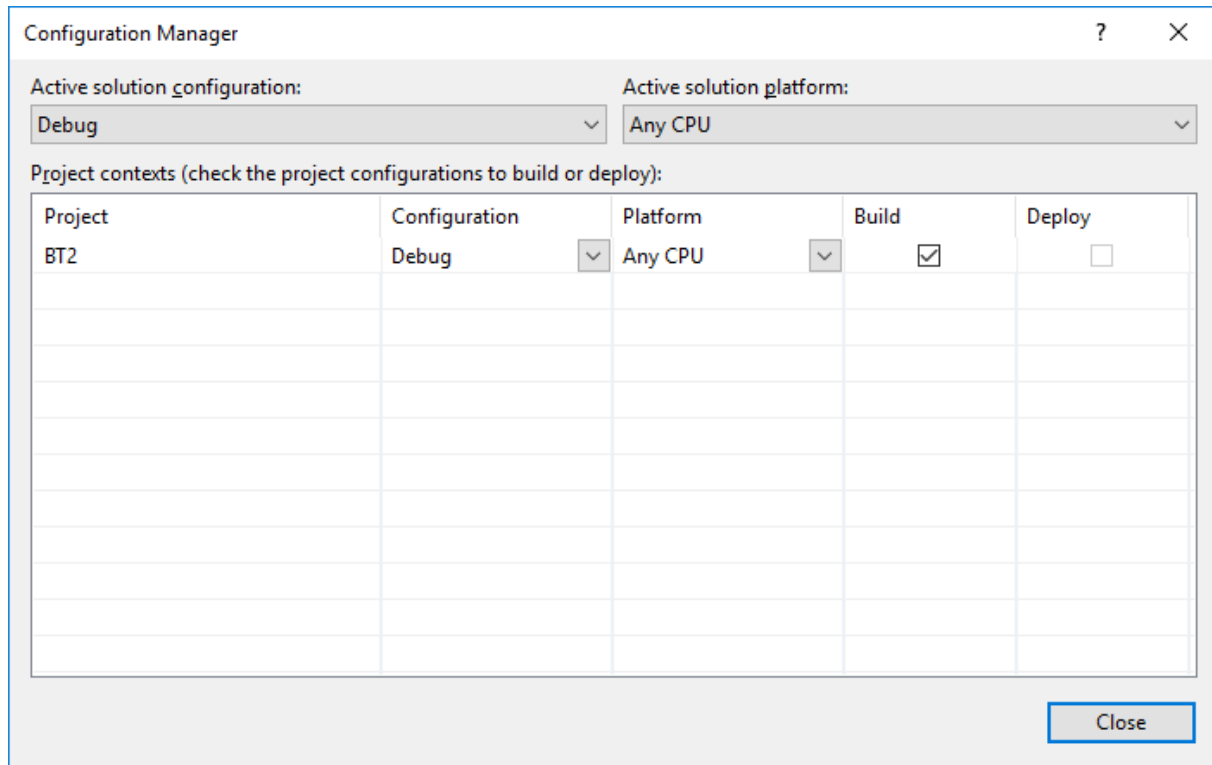 Configuration Manager ?
Active solution configuration: Active solution platform:
Debug Any CPU
Project contexts (check the project configurations to build or deploy):
Project Configuration Platform Build Deploy
BT2 Debug Any CPU
Close